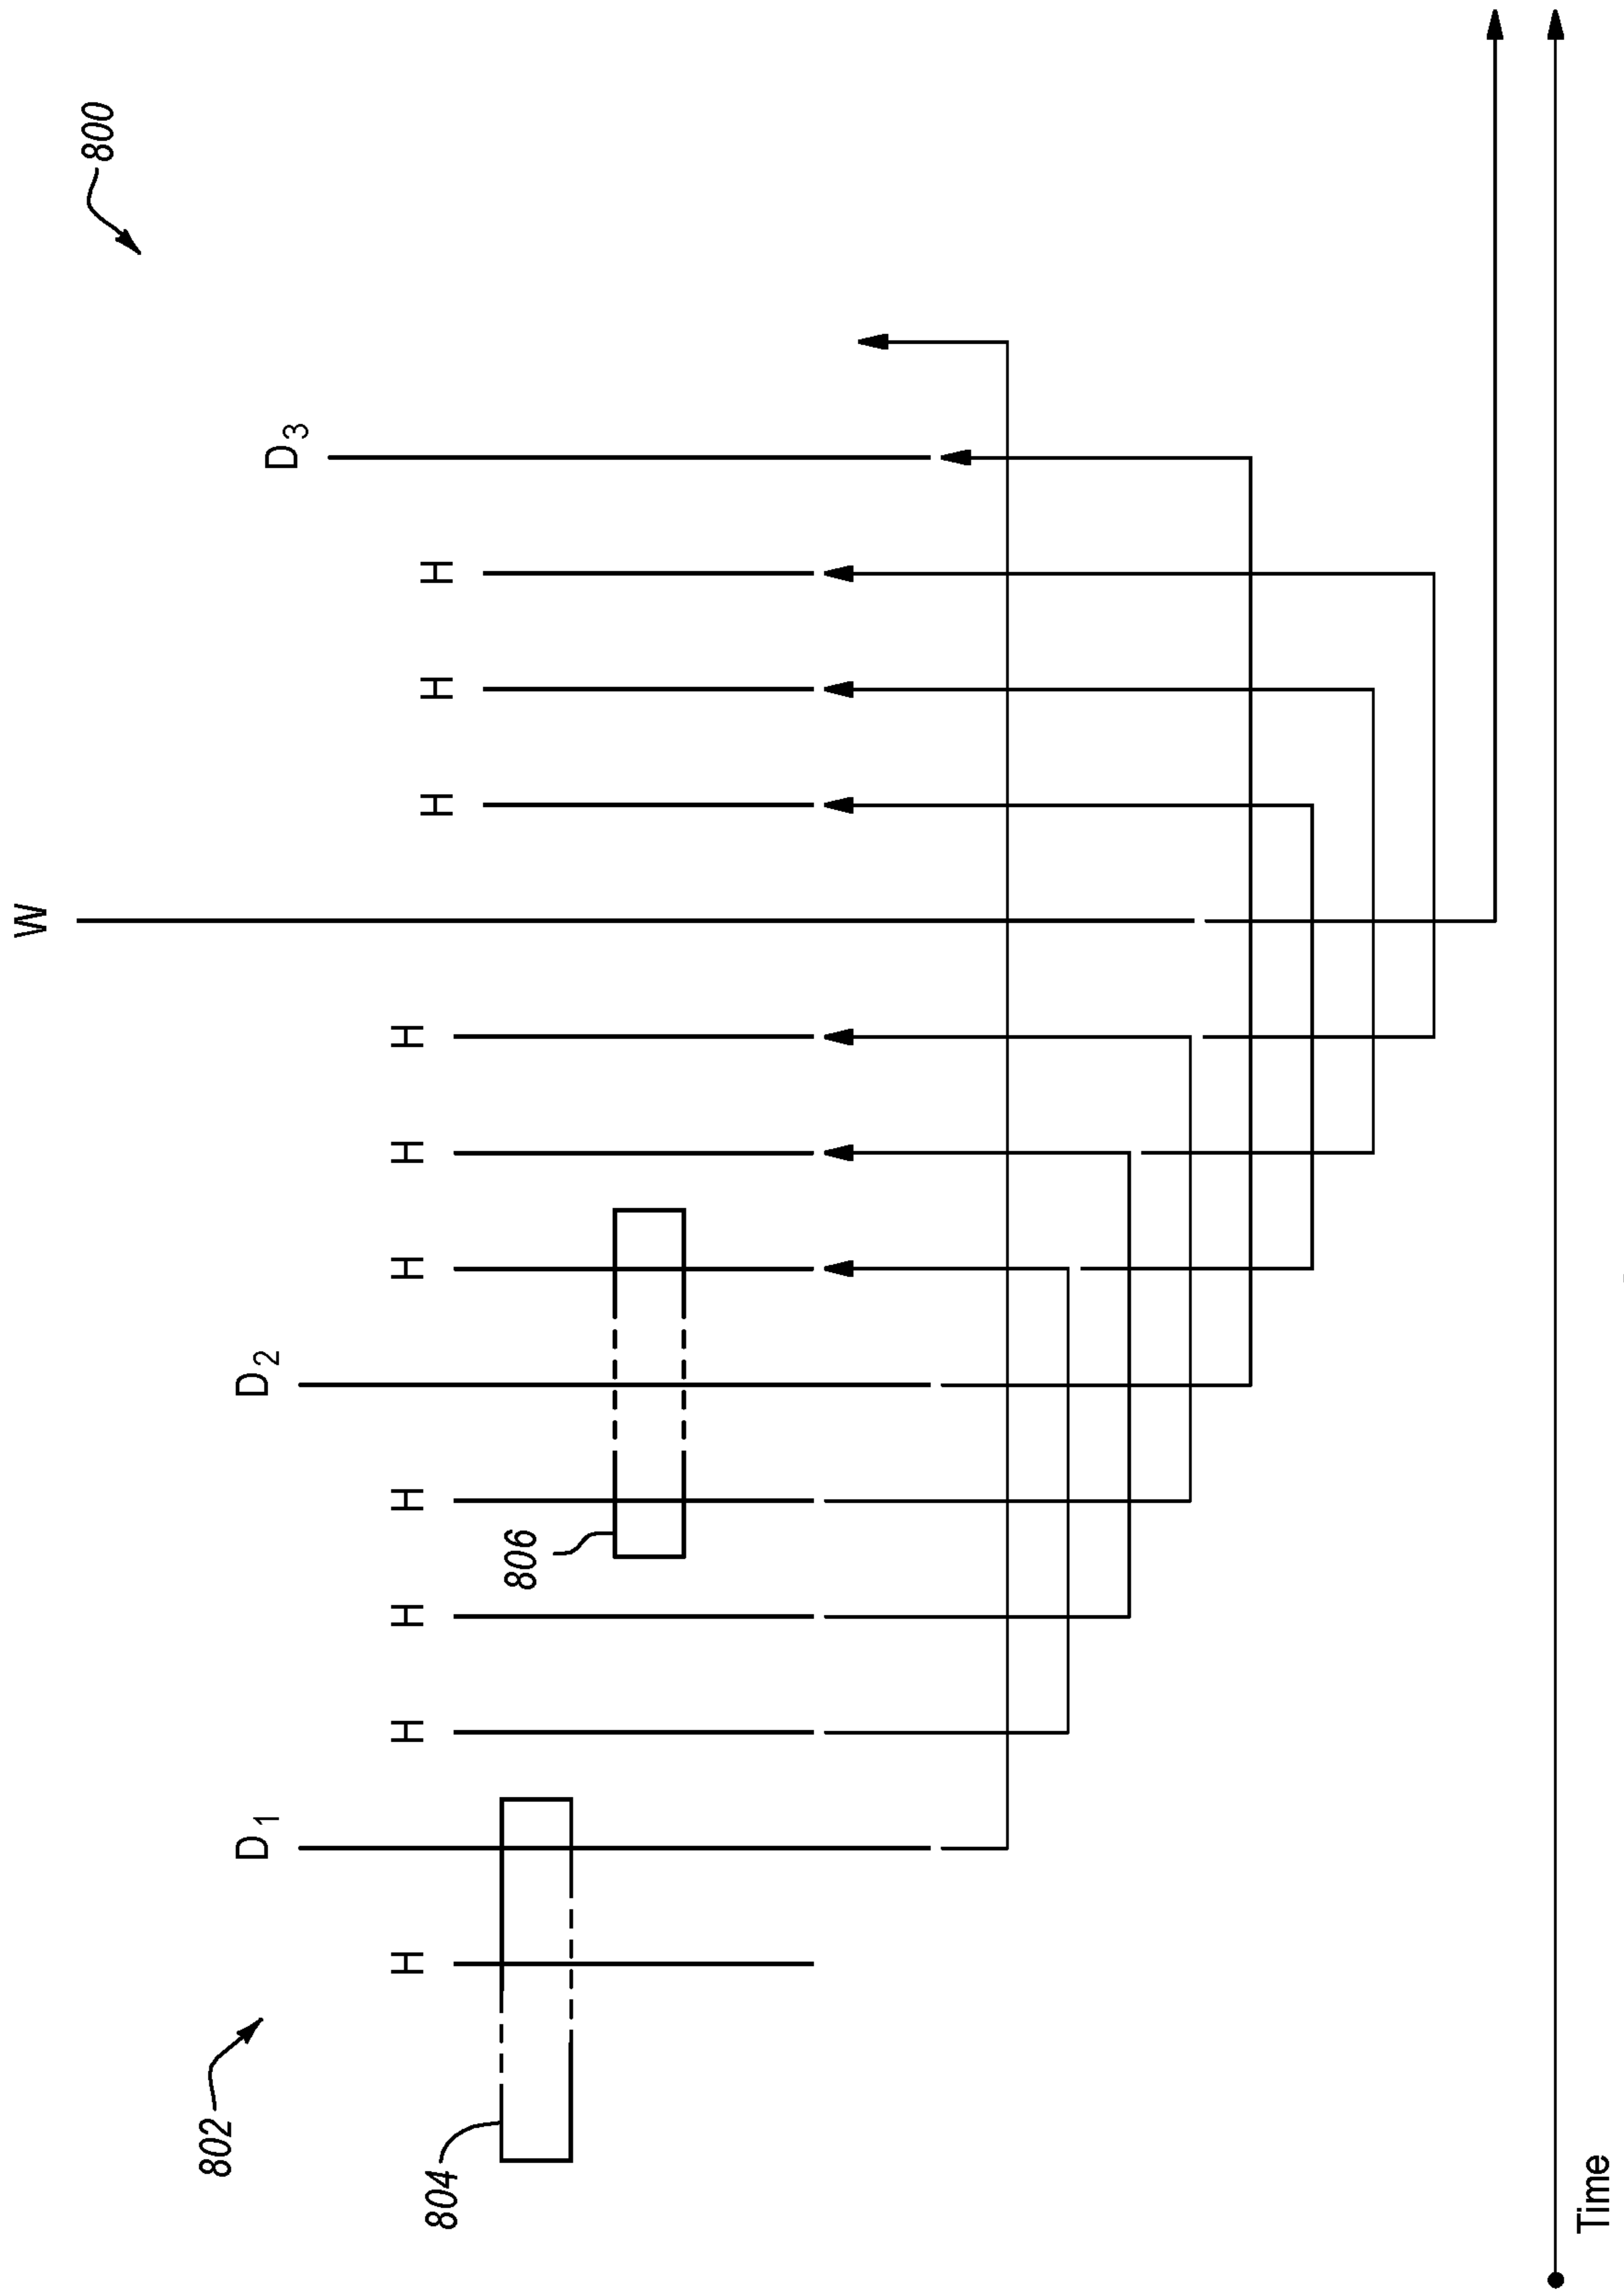 W
800
802
D₁ D₂ D₃
H H H H H H H H H H
804
806
Time